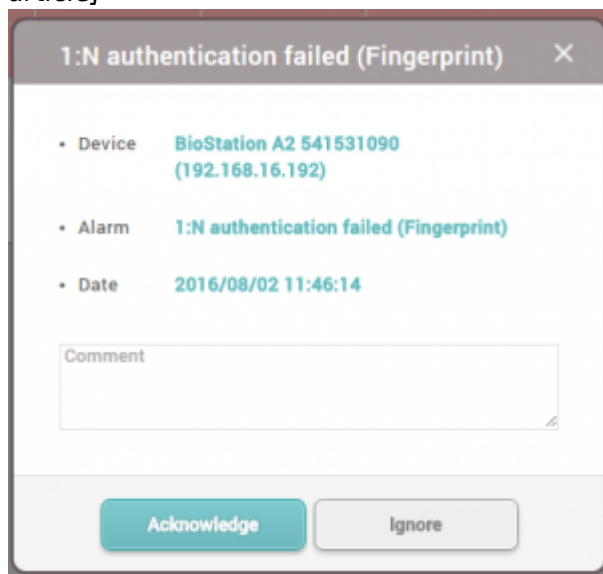 article]
1:N authentication failed (Fingerprint) ×
• Device BioStation A2 541531090
(192.168.16.192)
• Alarm 1:N authentication failed (Fingerprint)
• Date 2016/08/02 11:46:14
Comment
Acknowledge Ignore